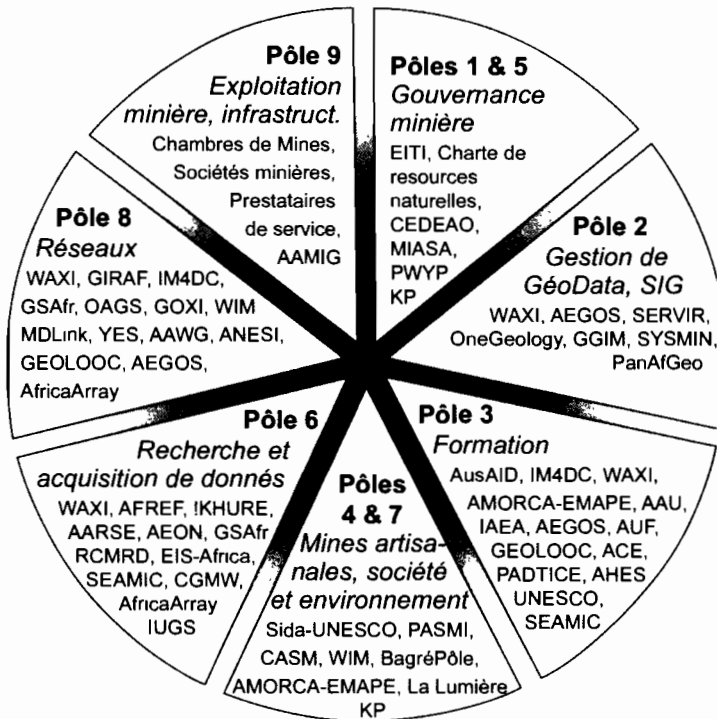 Pôle 9
Exploitation
minière, infrastruct.
Chambres de Mines,
Sociétés minières,
Prestataires
de service,
AAMIG
Pôles 1 & 5
Gouvernance
minière
EITI, Charte de
resources
naturelles,
CEDEAO,
MIASA,
PWYP
KP
Pôle 2
Gestion de
GéoData, SIG
WAXI, AEGOS, SERVIR,
OneGeology, GGIM, SYSMIN,
PanAfGeo
Pôle 3
Formation
AusAID, IM4DC, WAXI,
AMORCA-EMAPE, AAU,
IAEA, AEGOS, AUF,
GEOLOOC, ACE,
PADTICE, AHES
UNESCO,
SEAMIC
Pôles
4 & 7
Mines artisa-
nales, société
et environnement
Sida-UNESCO, PASMI,
CASM, WIM, BagréPôle,
AMORCA-EMAPE, La Lumière
KP
Pôle 6
Recherche et
acquisition de donnés
WAXI, AFREF, !KHURE,
AARSE, AEON, GSAfr
RCMRD, EIS-Africa,
SEAMIC, CGMW,
AfricaArray
IUGS
Pôle 8
Réseaux
WAXI, GIRAF, IM4DC,
GSAfr, OAGS, GOXI, WIM
MDLink, YES, AAWG, ANESI,
GEOLOOC, AEGOS,
AfricaArray